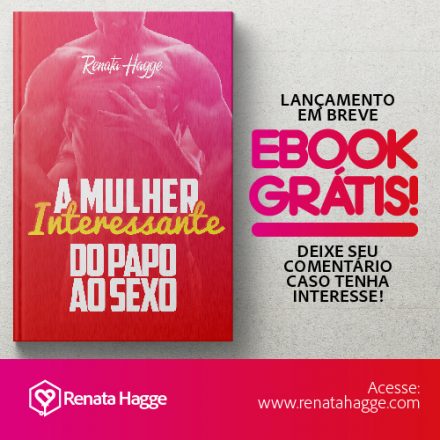 Renata Hagge
A MULHER
Interessante
DO PAPO
AO SEXO
LANÇAMENTO
EM BREVE
EBOOK
GRÁTIS!
DEIXE SEU
COMENTÁRIO
CASO TENHA
INTERESSE!
Renata Hagge
Acesse:
www.renatahagge.com